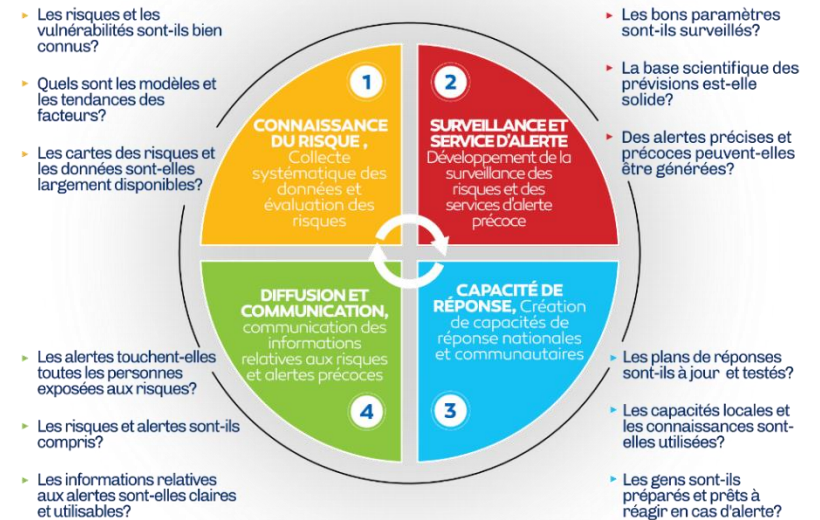 Les risques et les
vulnérabilités sont-ils bien
connus?
Quels sont les modèles et
les tendances des
facteurs?
Les cartes des risques et
les données sont-elles
largement disponibles?
1
CONNAISSANCE
DU RISQUE ,
Collecte
systématique des
données et
évaluation des
risques
2
SURVEILLANCE ET
SERVICE D'ALERTE
Développement de la
surveillance des
risques et des
services d'alerte
précoce
Les bons paramètres
sont-ils surveillés?
La base scientifique des
prévisions est-elle
solide?
Des alertes précises et
précoces peuvent-elles
être générées?
CAPACITÉ DE
RÉPONSE, Création
de capacités de
réponse nationales
et communautaires
3
Les plans de réponses
sont-ils à jour et testés?
Les capacités locales et
les connaissances sont-
elles utilisées?
Les gens sont-ils
préparés et prêts à
réagir en cas d'alerte?
DIFFUSION ET
COMMUNICATION,
communication des
informations
relatives aux risques
et alertes précoces
4
Les alertes touchent-elles
toutes les personnes
exposées aux risques?
Les risques et alertes sont-ils
compris?
Les informations relatives
aux alertes sont-elles claires
et utilisables?